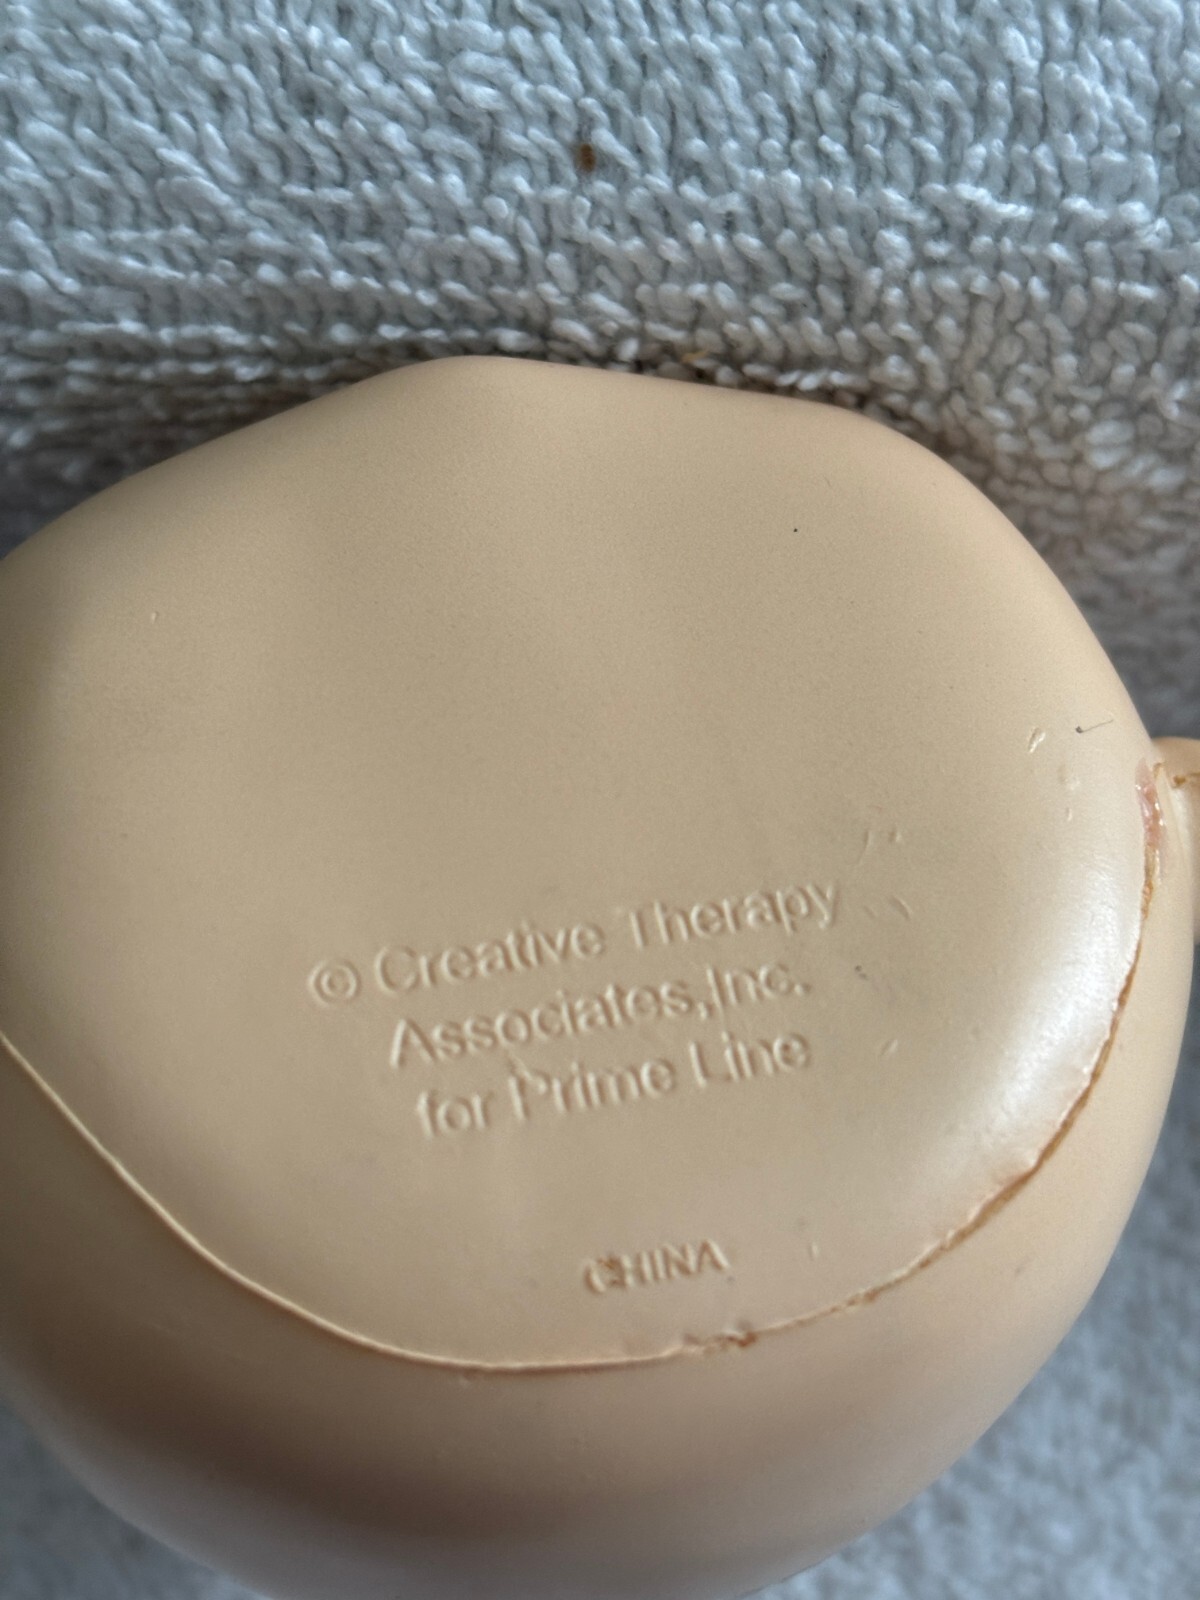 © Creative Therapy
Associates,Inc.
for Prime Line
CHINA